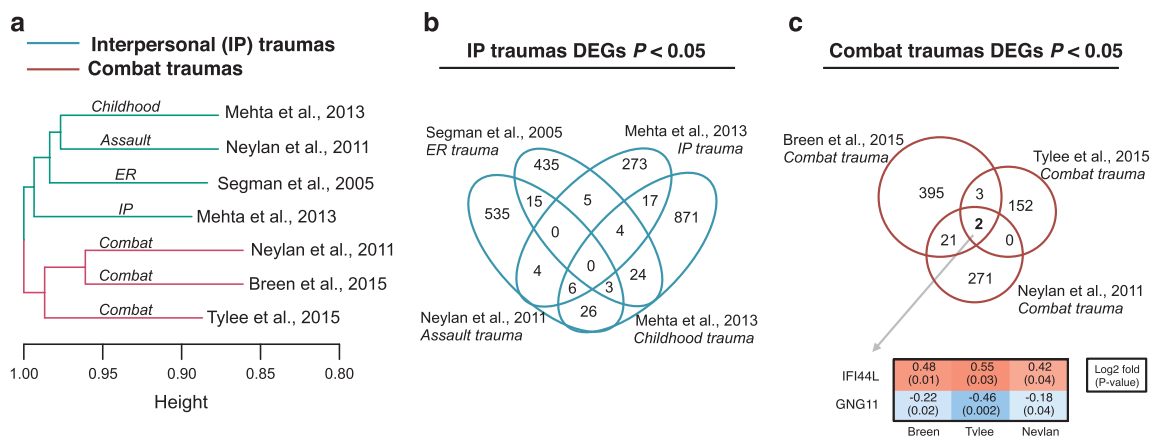 a
Interpersonal (IP) traumas
Combat traumas
Childhood
Mehta et al., 2013
Assault
Neylan et al., 2011
ER
Segman et al., 2005
IP
Mehta et al., 2013
Combat
Neylan et al., 2011
Combat
Breen et al., 2015
Combat
Tylee et al., 2015
1.00 0.95 0.90 0.85 0.80
Height
b
IP traumas DEGs P < 0.05
Segman et al., 2005
ER trauma
Mehta et al., 2013
IP trauma
435 273
535 15 5 17 871
0 4
4 0 24
6 3
26
Neylan et al., 2011
Assault trauma
Mehta et al., 2013
Childhood trauma
c
Combat traumas DEGs P < 0.05
Breen et al., 2015
Combat trauma
Tylee et al., 2015
Combat trauma
395 3 152
2
21 0
271
Neylan et al., 2011
Combat trauma
IFI44L
0.48 0.55 0.42
(0.01) (0.03) (0.04)
GNG11
-0.22 -0.46 -0.18
(0.02) (0.002) (0.04)
Breen Tylee Neylan
Log2 fold
(P-value)